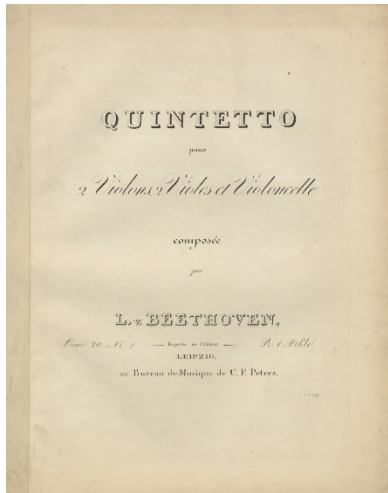 QUINTETTO
pour
2 Violons, 2 Violes et Violoncelle
composée
par
L. v. BEETHOVEN.
LEIPZIG,
au Bureau de Musique de C. F. Peters.